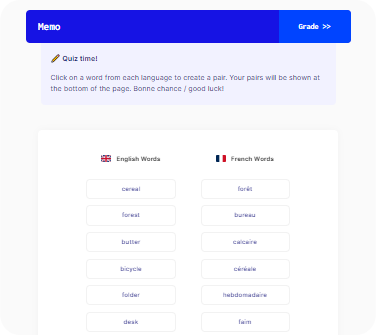 Memo
Grade >>
Quiz time!
Click on a word from each language to create a pair. Your pairs will be shown at
the bottom of the page. Bonne chance / good luck!
English Words French Words
cereal forêt
forest bureau
butter calcaire
bicycle céréale
folder hebdomadaire
desk faim